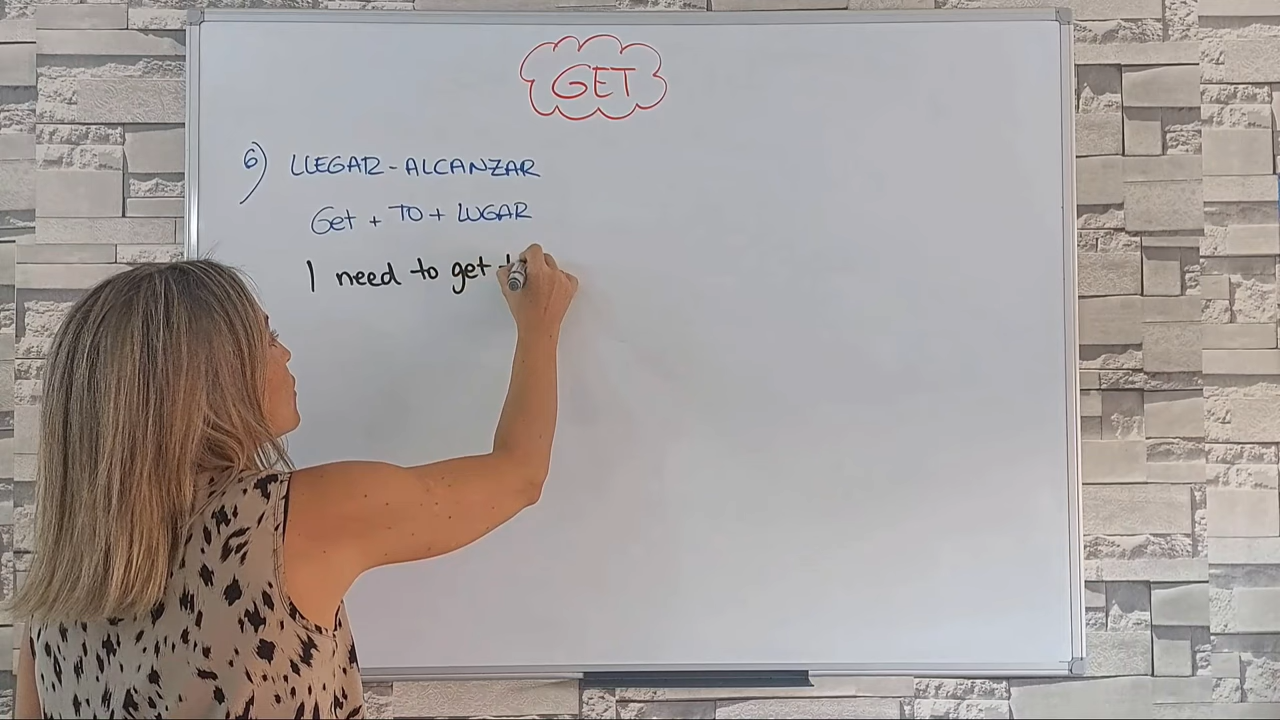 GET
6) LLEGAR - ALCANZAR
Get + TO + LUGAR
I need to get